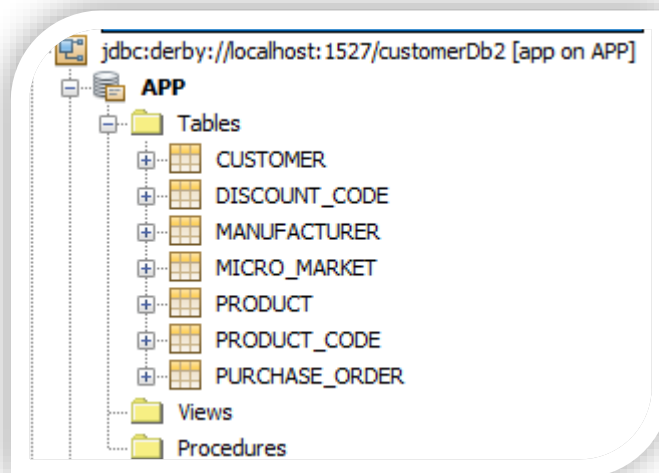 jdbc:derby://localhost:1527/customerDb2 [app on APP]
APP
Tables
CUSTOMER
DISCOUNT_CODE
MANUFACTURER
MICRO_MARKET
PRODUCT
PRODUCT_CODE
PURCHASE_ORDER
Views
Procedures